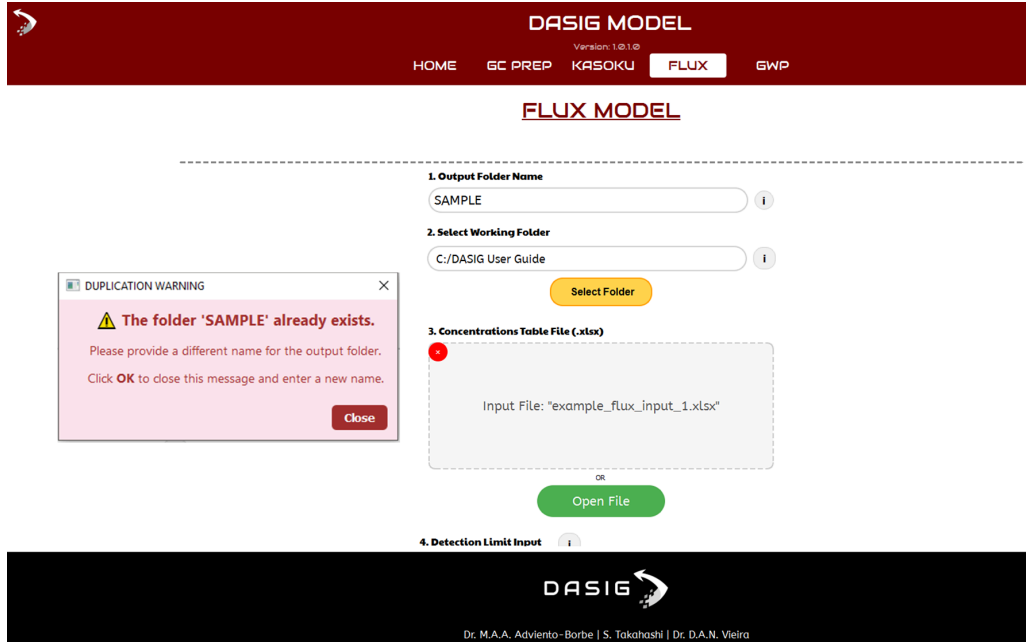 DASIG MODEL
Version: 1.0.1.0
HOME GC PREP KASOKU FLUX GWP
FLUX MODEL
1. Output Folder Name
SAMPLE
i
2. Select Working Folder
C:/DASIG User Guide
i
Select Folder
DUPLICATION WARNING
The folder 'SAMPLE' already exists.
Please provide a different name for the output folder.
Click OK to close this message and enter a new name.
Close
3. Concentrations Table File (.xlsx)
×
Input File: "example_flux_input_1.xlsx"
OR
Open File
4. Detection Limit Input
i
DASIG
Dr. M.A.A. Adviento-Borbe | S. Takahashi | Dr. D.A.N. Vieira